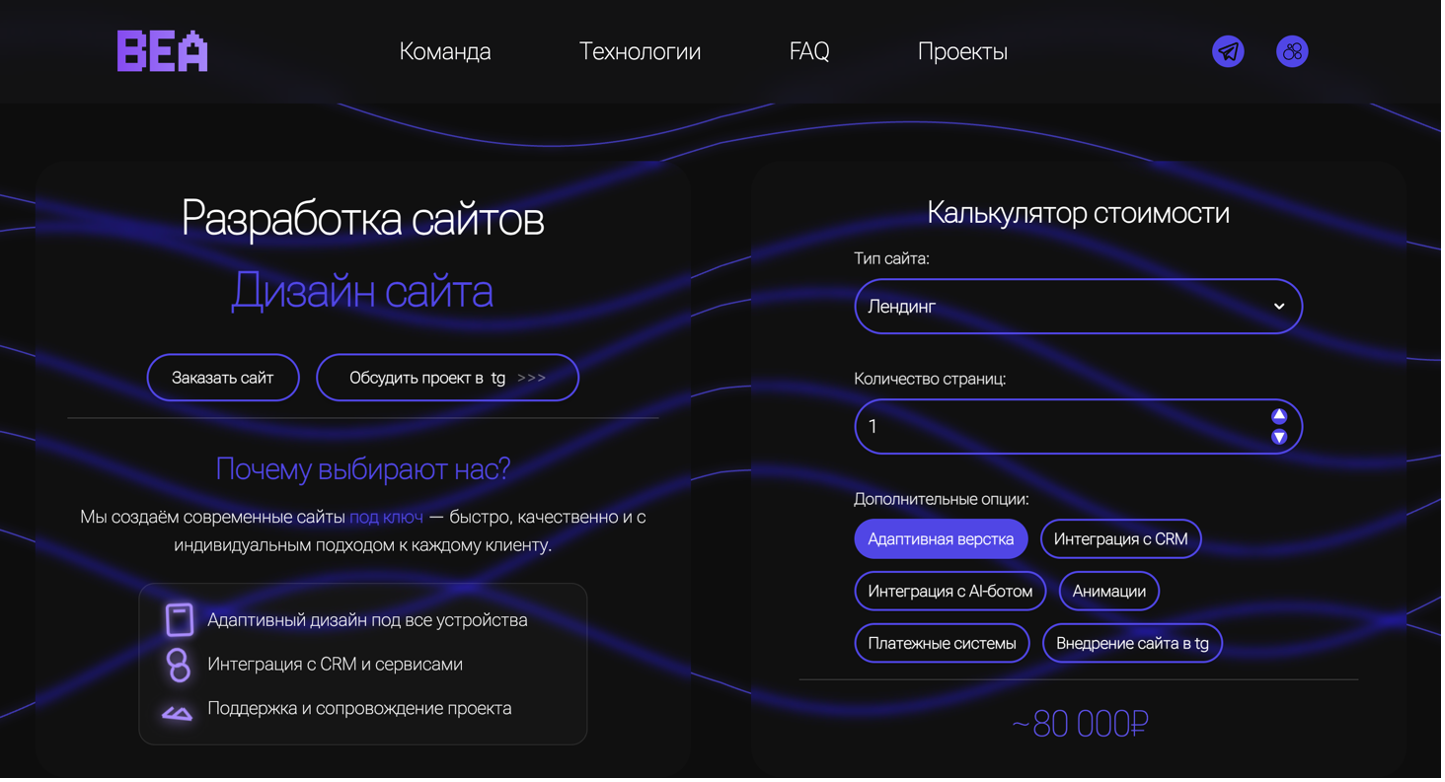 BEA
Команда
Технологии
FAQ
Проекты
Разработка сайтов
Дизайн сайта
Заказать сайт
Обсудить проект в tg >>>
Почему выбирают нас?
Мы создаём современные сайты под ключ — быстро, качественно и с
индивидуальным подходом к каждому клиенту.
Адаптивный дизайн под все устройства
Интеграция с CRM и сервисами
Поддержка и сопровождение проекта
Калькулятор стоимости
Тип сайта:
Лендинг
Количество страниц:
1
Дополнительные опции:
Адаптивная верстка
Интеграция с CRM
Интеграция с AI-ботом
Анимации
Платежные системы
Внедрение сайта в tg
~80 000₽